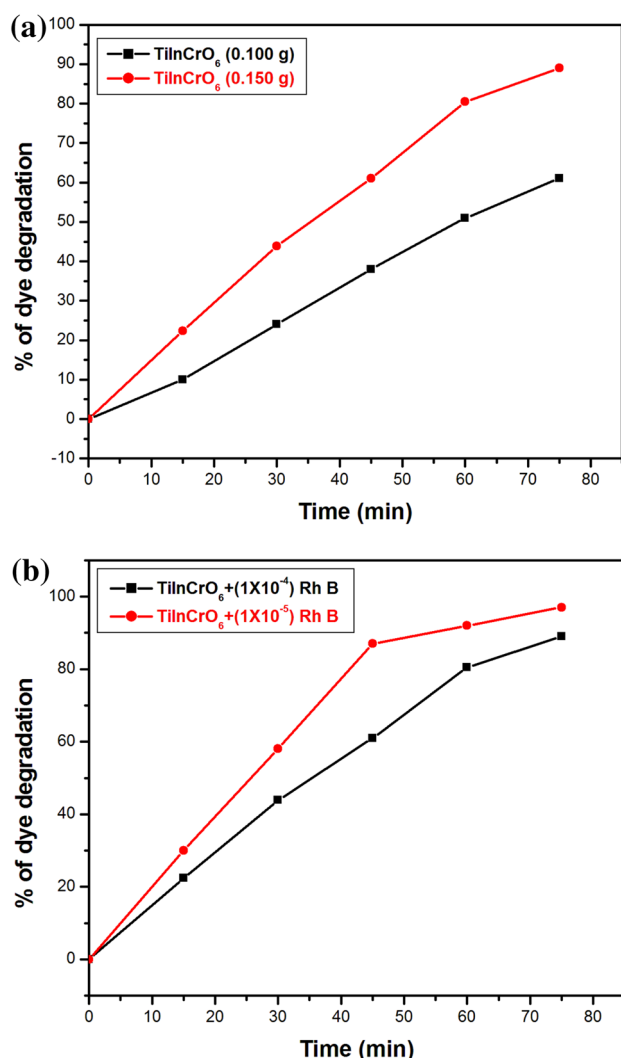 (a)
100
TiInCrO₆ (0.100 g)
TiInCrO₆ (0.150 g)
90
80
70
60
50
40
30
20
10
0
-10
% of dye degradation
0 10 20 30 40 50 60 70 80
Time (min)
(b)
TiInCrO₆+(1X10⁻⁴) Rh B
TiInCrO₆+(1X10⁻⁵) Rh B
100
80
60
40
20
0
% of dye degradation
0 10 20 30 40 50 60 70 80
Time (min)